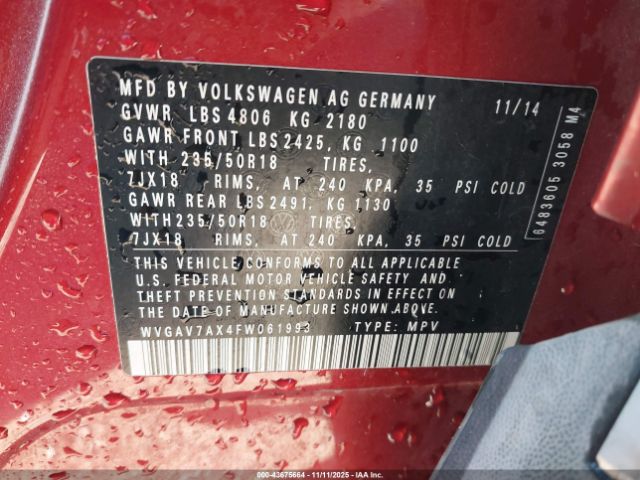 MFD BY VOLKSWAGEN AG GERMANY 11/14
GVWR LBS 4806 KG 2180
GAWR FRONT LBS 2425, KG 1100
WITH 235/50R18 TIRES,
7JX18 RIMS, AT 240 KPA, 35 PSI COLD
GAWR REAR LBS 2491, KG 1130
WITH 235/50R18 TIRES,
7JX18 RIMS, AT 240 KPA, 35 PSI COLD
THIS VEHICLE CONFORMS TO ALL APPLICABLE
U.S. FEDERAL MOTOR VEHICLE SAFETY AND
THEFT PREVENTION STANDARDS IN EFFECT ON
THE DATE OF MANUFACTURE SHOWN ABOVE.
WVGAV7AX4FW061993 TYPE: MPV
6483605 3058 M4
000-43675664 - 11/11/2025 - IAA Inc.